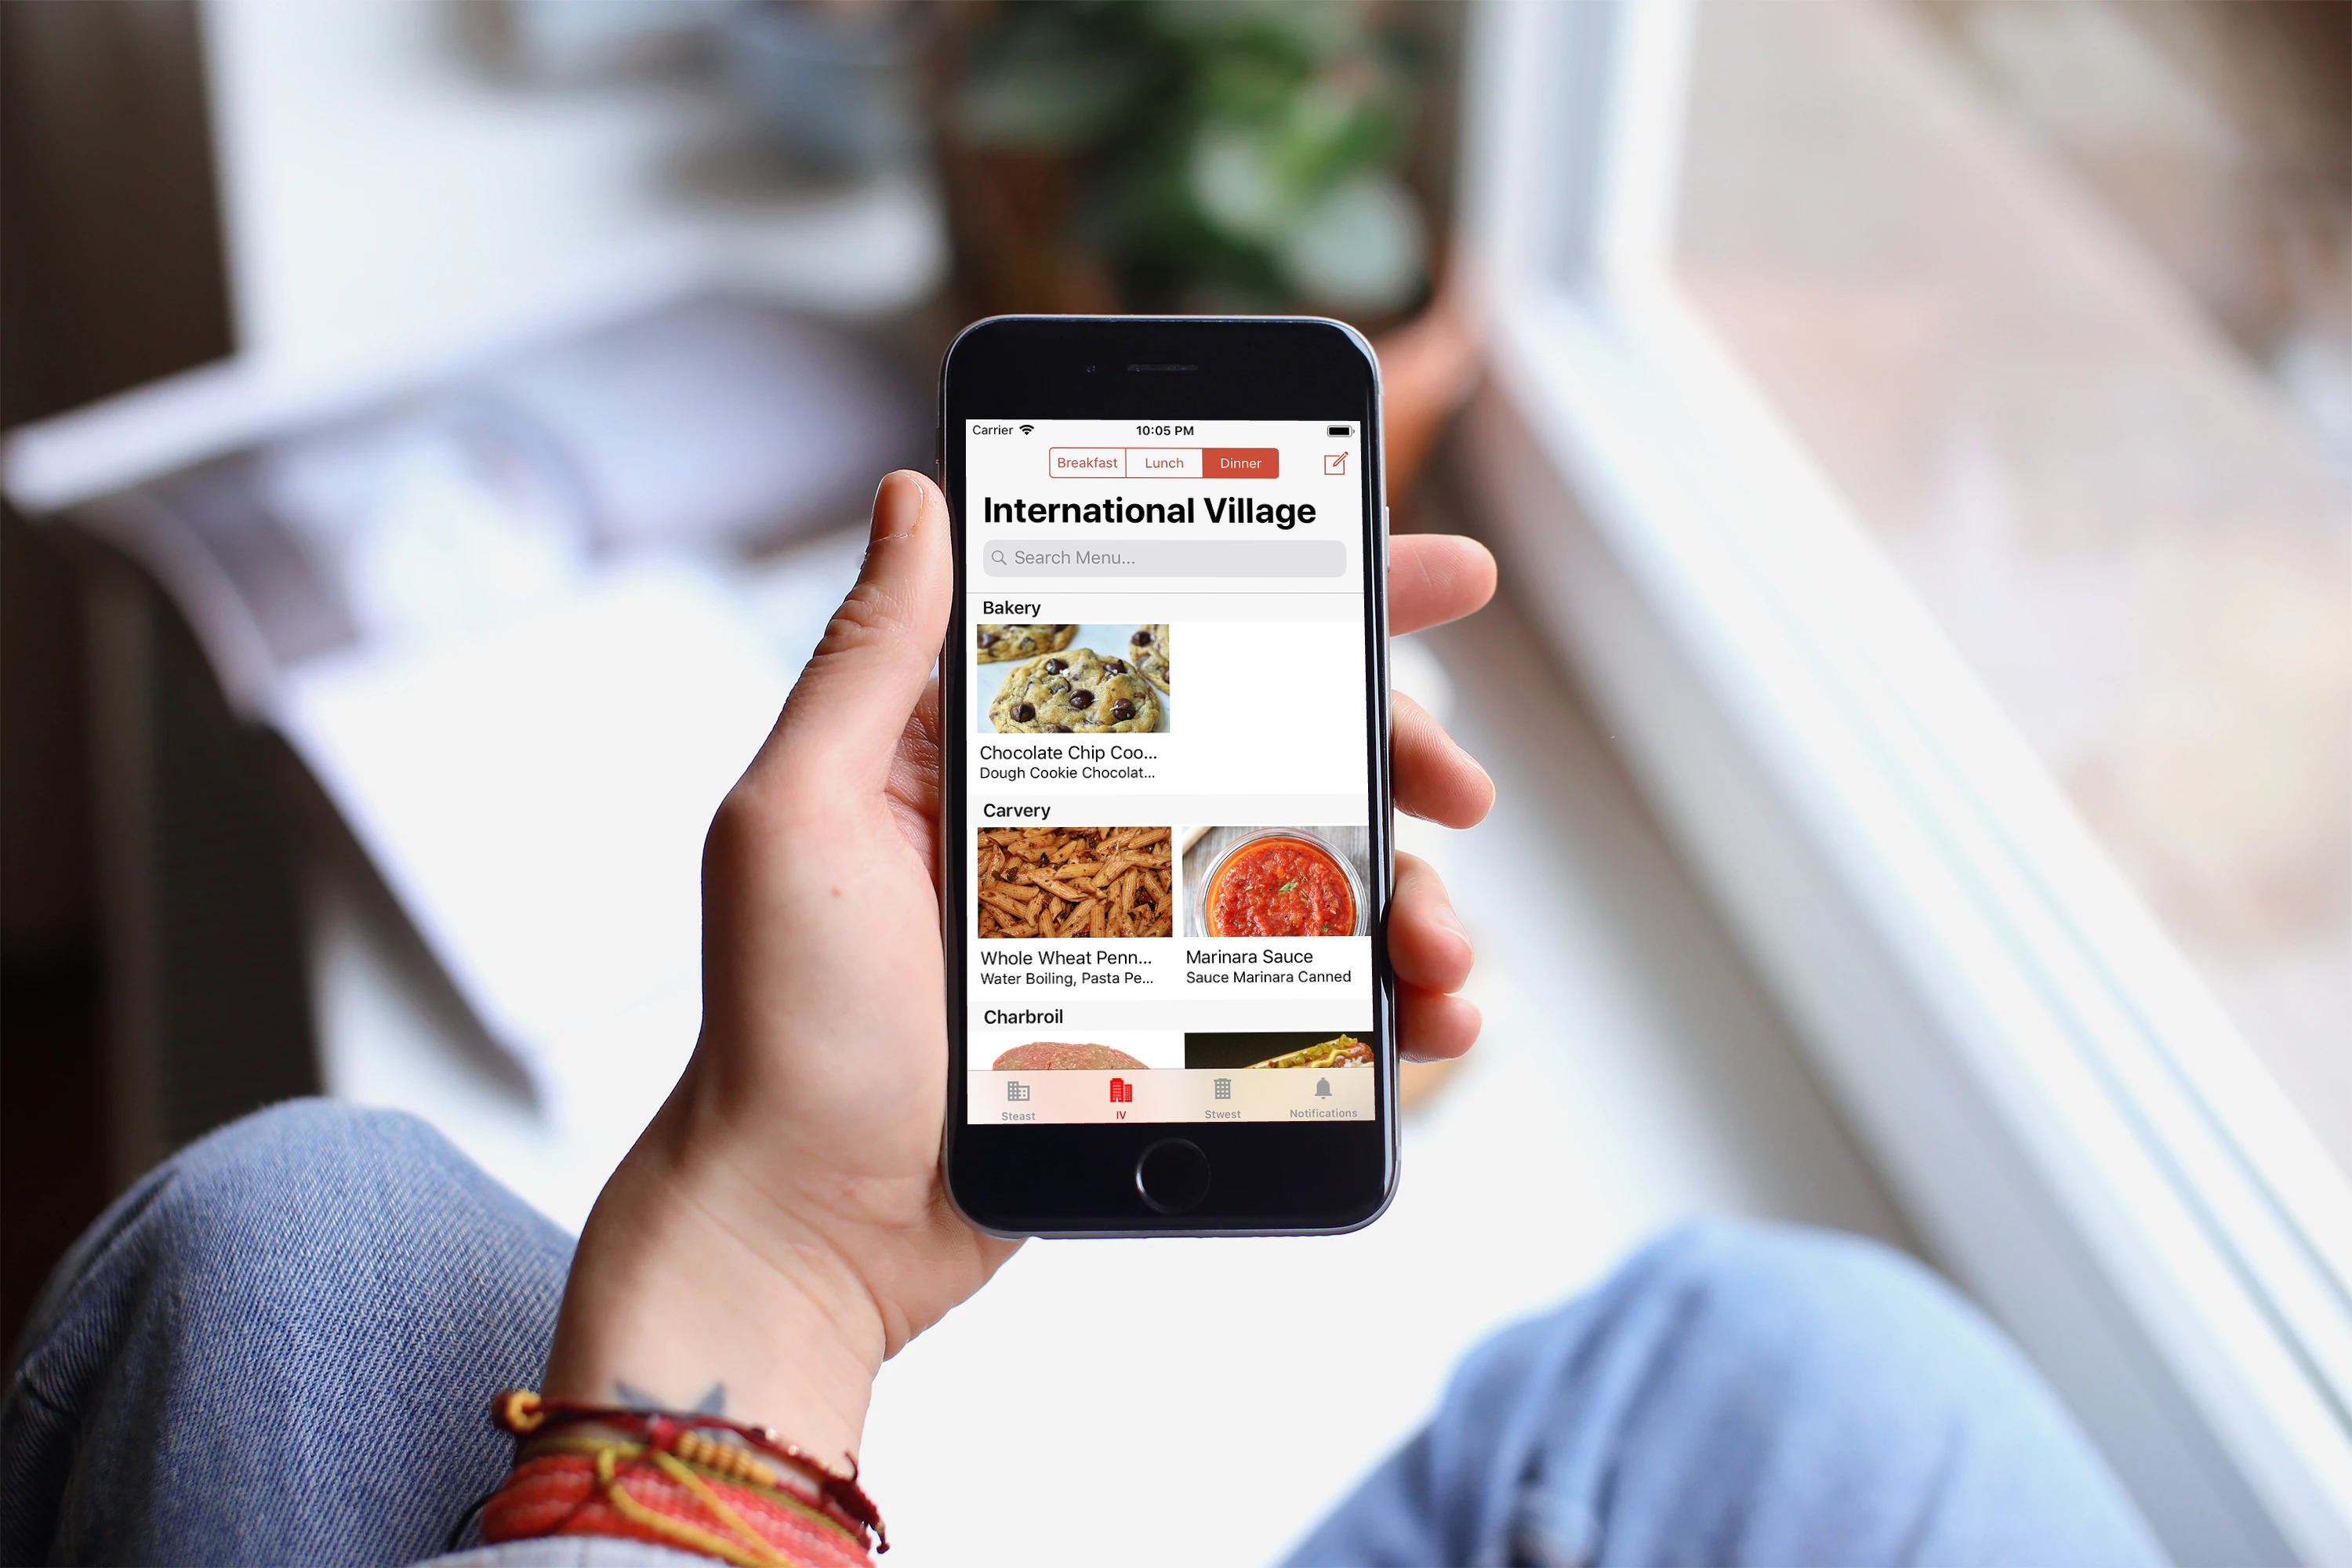 Carrier 10:05 PM
Breakfast Lunch Dinner
International Village
Search Menu...
Bakery
Chocolate Chip Coo...
Dough Cookie Chocolat...
Carvery
Whole Wheat Penn... Marinara Sauce
Water Boiling, Pasta Pe... Sauce Marinara Canned
Charbroil
Steast IV Stwest Notifications